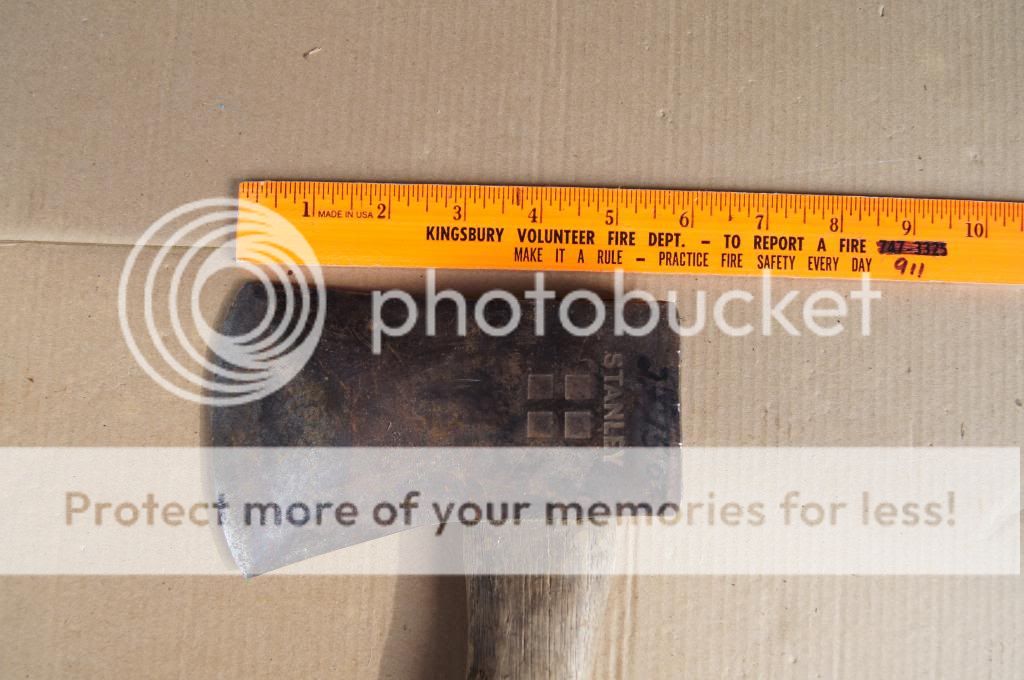 1 2 3 4 5 6 7 8 9 10
MADE IN USA
KINGSBURY VOLUNTEER FIRE DEPT. – TO REPORT A FIRE 747-3325
MAKE IT A RULE – PRACTICE FIRE SAFETY EVERY DAY 911
photobucket
STANLEY
Protect more of your memories for less!